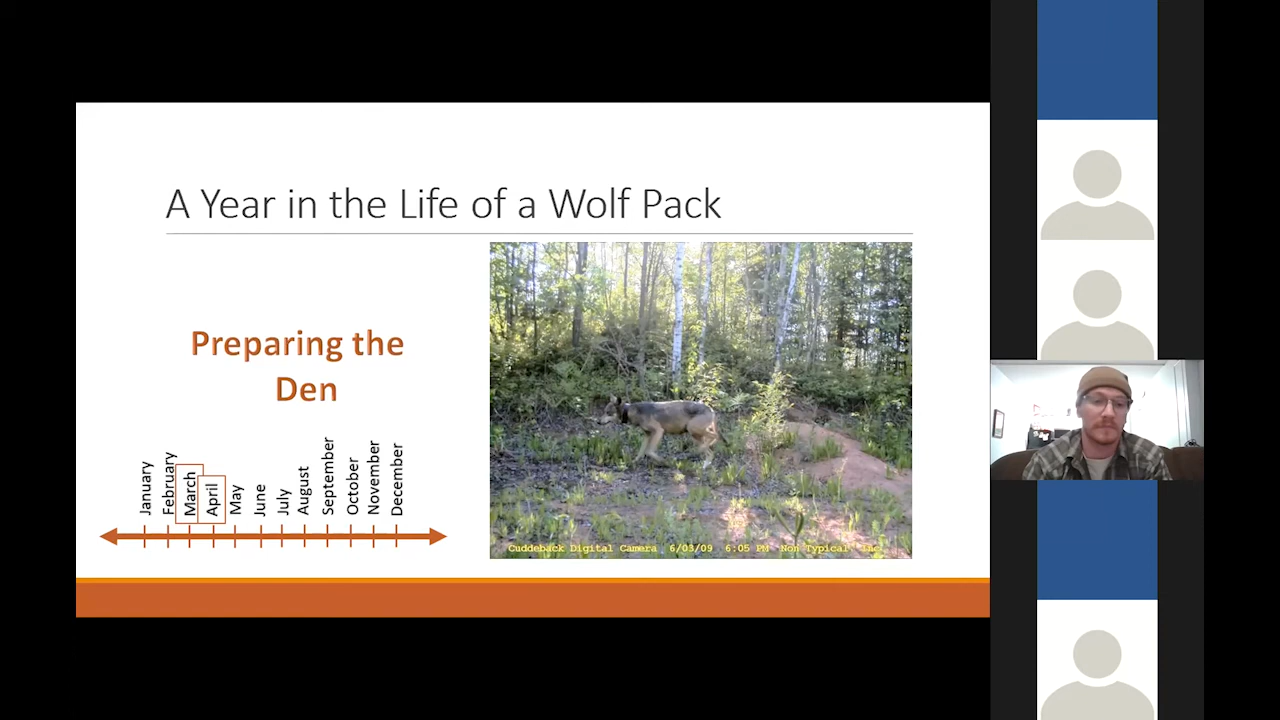 A Year in the Life of a Wolf Pack
Preparing the
Den
January
February
March
April
May
June
July
August
September
October
November
December
Cuddeback Digital Camera 6/03/09 6:05 PM Non Typical, Inc.